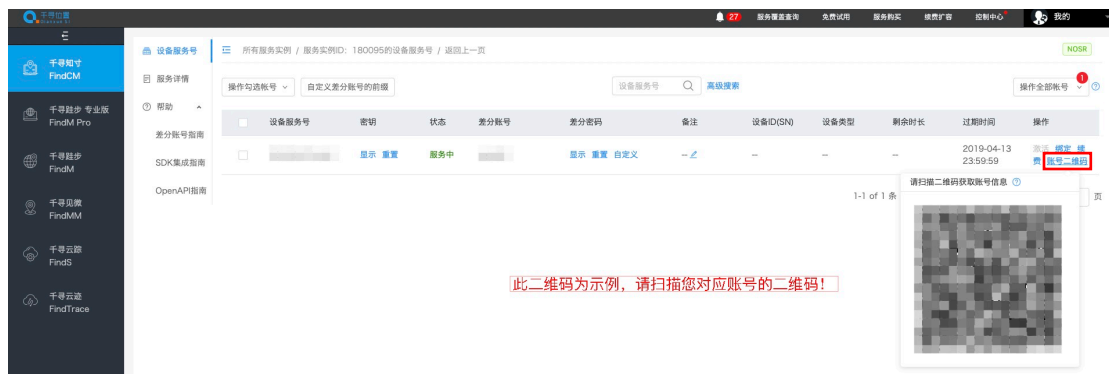 千寻位置
27 服务覆盖查询 免费试用 服务购买 续费扩容 控制中心 我的
千寻知寸
FindCM
千寻跬步 专业版
FindM Pro
千寻跬步
FindM
千寻见微
FindMM
千寻云踪
FindS
千寻云迹
FindTrace
设备服务号
服务详情
帮助
差分账号指南
SDK集成指南
OpenAPI指南
所有服务实例 / 服务实例ID: 180095的设备服务号 / 返回上一页
NOSR
操作勾选帐号 自定义差分账号的前缀 设备服务号 高级搜索 操作全部帐号 1
设备服务号 密钥 状态 差分账号 差分密码 备注 设备ID(SN) 设备类型 剩余时长 过期时间 操作
显示 重置 服务中 显示 重置 自定义 – – – – 2019-04-13 激活 绑定 续
23:59:59 费 账号二维码
1-1 of 1 条 页
请扫描二维码获取账号信息
此二维码为示例，请扫描您对应账号的二维码！